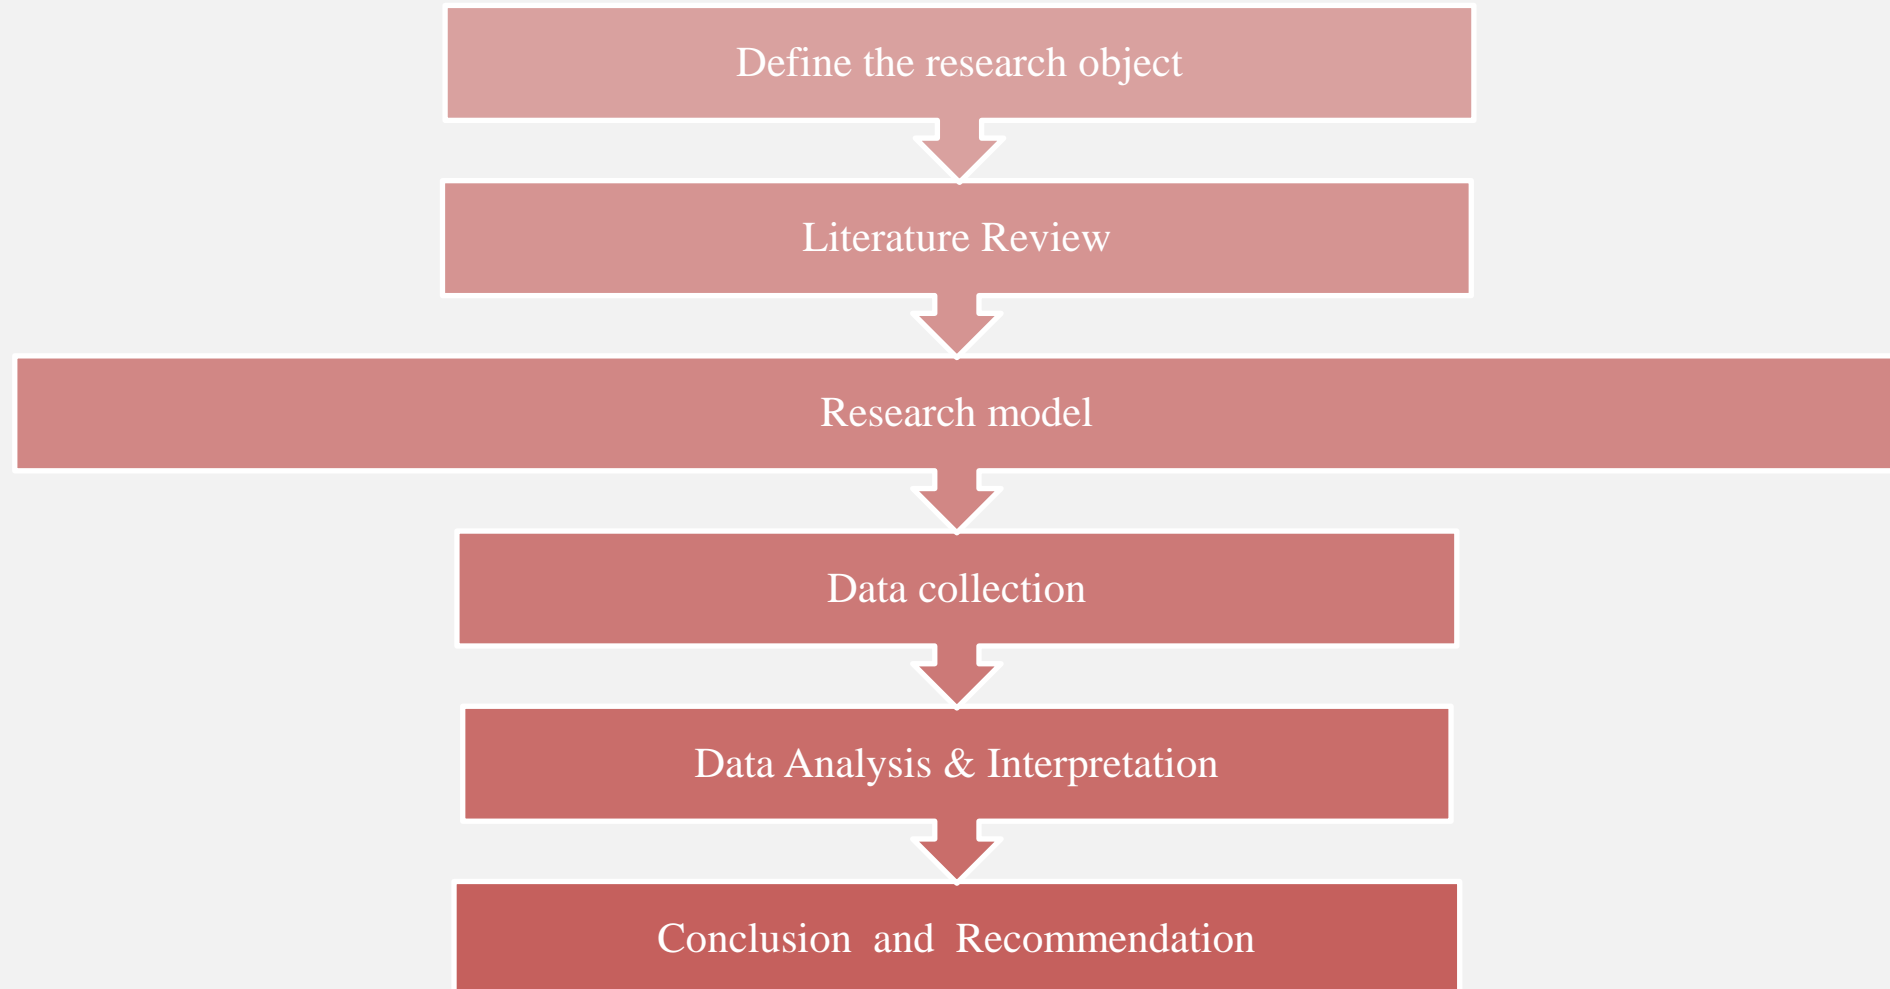 Define the research object
Literature Review
Research model
Data collection
Data Analysis & Interpretation
Conclusion  and  Recommendation